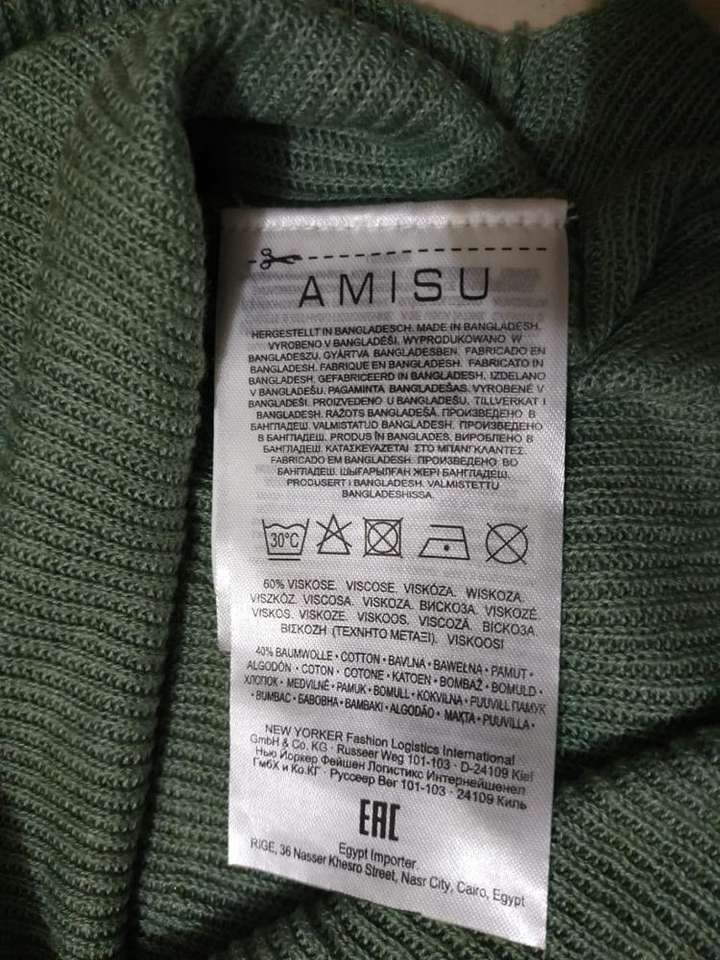 AMISU
HERGESTELLT IN BANGLADESCH. MADE IN BANGLADESH.
VYROBENO V BANGLADÉŠI. WYPRODUKOWANO W
BANGLADESZU. GYÁRTVA BANGLADESBEN. FABRICADO EN
BANGLADESH. FABRIQUE EN BANGLADESH. FABRICATO IN
BANGLADESH. GEFABRICEERD IN BANGLADESH. IZDELANO
V BANGLADEŠU. PAGAMINTA BANGLADEŠAS. VYROBENÉ V
BANGLADEŠI. PROIZVEDENO U BANGLADEŠU. TILLVERKAT I
BANGLADESH. RAŽOTS BANGLADEŠĀ. ПРОИЗВЕДЕНО В
БАНГЛАДЕШ. VALMISTATUD BANGLADESH. ПРОИЗВЕДЕНО
В БАНГЛАДЕШ. PRODUS ÎN BANGLADES. ВИРОБЛЕНО В
БАНГЛАДЕШ. ΚΑΤΑΣΚΕΥΑΖΕΤΑΙ ΣΤΟ ΜΠΑΝΓΚΛΑΝΤΕΣ.
FABRICADO EM BANGLADESH. ПРОИЗВЕДЕНО ВО
БАНГЛАДЕШ. ШЫҒАРЫЛҒАН ЖЕРІ БАНГЛАДЕШ.
PRODUSERT I BANGLADESH. VALMISTETTU
BANGLADESHISSA.
30°C
60% VISKOSE. VISCOSE. VISKÓZA. WISKOZA.
VISZKÓZ. VISCOSA. VISKOZA. ВИСКОЗА. VISKOZĖ.
VISKOS. VISKOZE. VISKOOS. VISCOZĂ. ВІСКОЗА.
ΒΙΣΚΟΖΗ (ΤΕΧΝΗΤΟ ΜΕΤΑΞΙ). VISKOOSI
40% BAUMWOLLE · COTTON · BAVLNA · BAWEŁNA · PAMUT ·
ALGODÓN · COTON · COTONE · KATOEN · BOMBAŽ · BOMULD ·
ХЛОПОК · MEDVILNĖ · PAMUK · BOMULL · KOKVILNA · PUUVILL ПАМУК
· BUMBAC · БАВОВНА · BAMBAKI · ALGODÃO · МАҚТА · PUUVILLA ·
NEW YORKER Fashion Logistics International
GmbH & Co. KG · Russeer Weg 101-103 · D-24109 Kiel
Нью Йоркер Фейшен Логистикс Интернейшенел
ГмбХ и Ко.КГ · Руссеер Вег 101-103 · 24109 Киль
EAC
Egypt Importer
RIGE, 36 Nasser Khesro Street, Nasr City, Cairo, Egypt